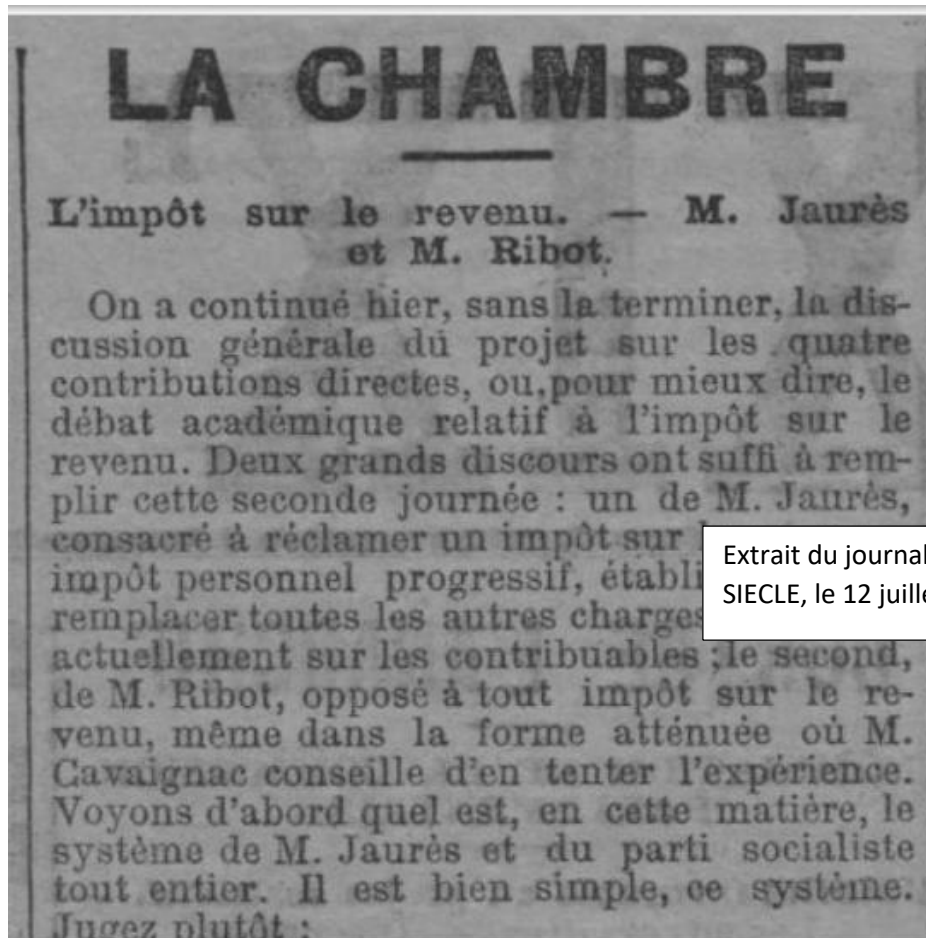 LA CHAMBRE
L'impôt sur le revenu. — M. Jaurès
et M. Ribot.
On a continué hier, sans la terminer, la dis-
cussion générale du projet sur les quatre
contributions directes, ou,pour mieux dire, le
débat académique relatif à l'impôt sur le
revenu. Deux grands discours ont suffi à rem-
plir cette seconde journée : un de M. Jaurès,
consacré à réclamer un impôt sur
impôt personnel progressif, établi
remplacer toutes les autres charges
actuellement sur les contribuables ;le second,
de M. Ribot, opposé à tout impôt sur le re-
venu, même dans la forme atténuée où M.
Cavaignac conseille d'en tenter l'expérience.
Voyons d'abord quel est, en cette matière, le
système de M. Jaurès et du parti socialiste
tout entier. Il est bien simple, ce système.
Jugez plutôt :
Extrait du journal
SIECLE, le 12 juille